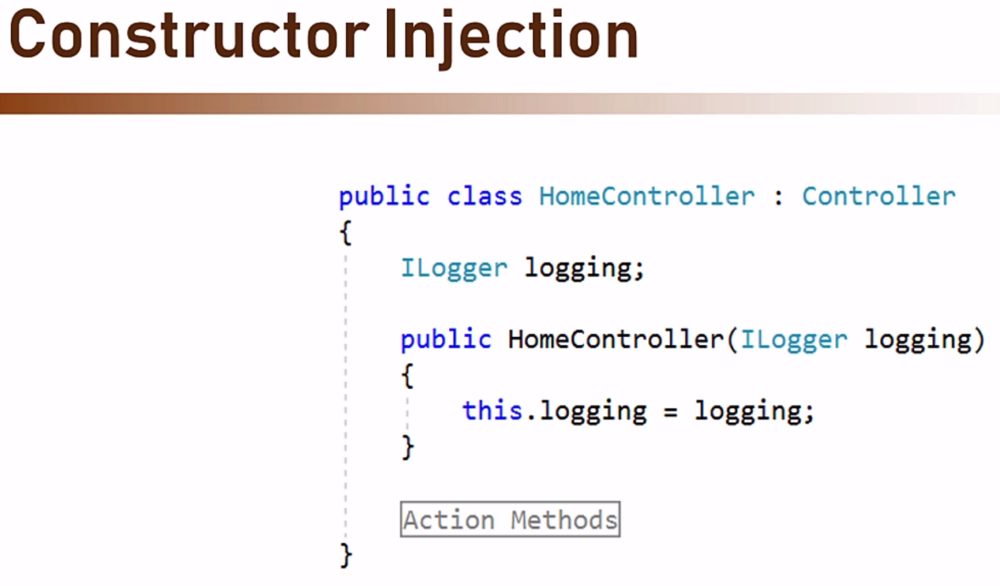 Constructor Injection
public class HomeController : Controller
{
ILogger logging;
public HomeController(ILogger logging)
{
this.logging = logging;
}
Action Methods
}